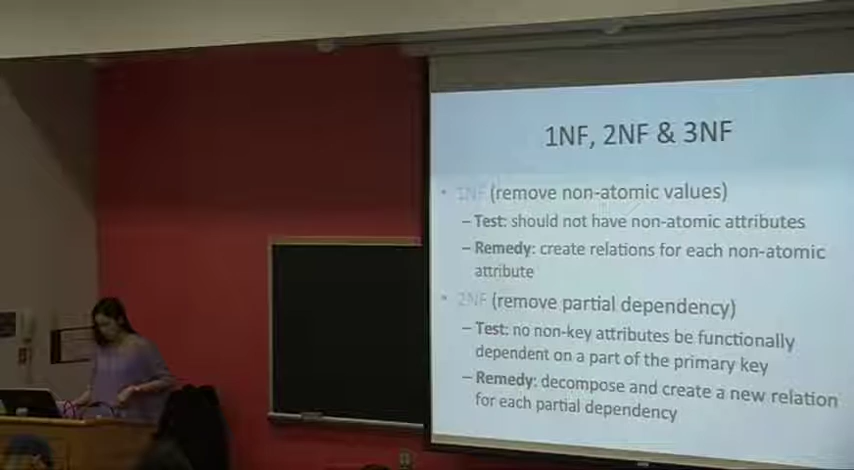 1NF, 2NF & 3NF
• 1NF (remove non-atomic values)
– Test: should not have non-atomic attributes
– Remedy: create relations for each non-atomic
attribute
• 2NF (remove partial dependency)
– Test: no non-key attributes be functionally
dependent on a part of the primary key
– Remedy: decompose and create a new relation
for each partial dependency